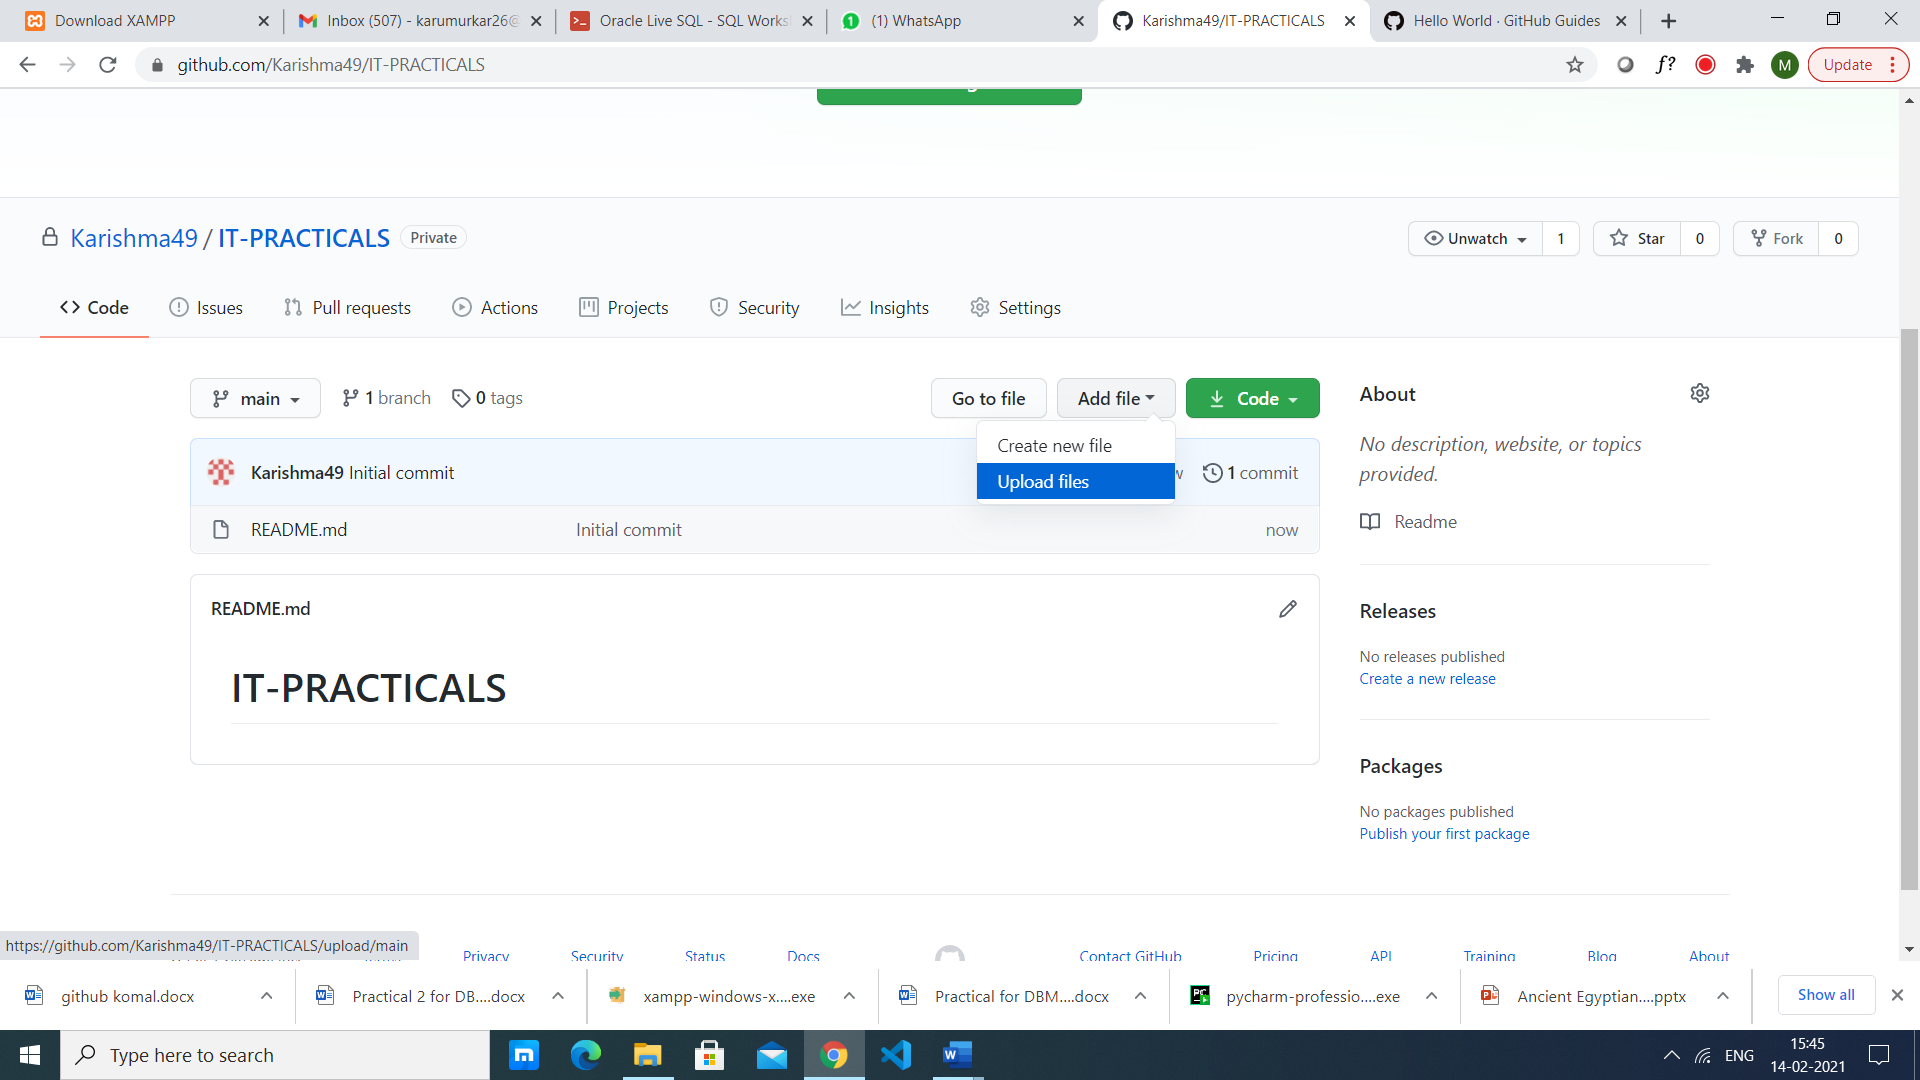 Download XAMPP
Inbox (507) - karumurkar26@
Oracle Live SQL - SQL Works
(1) WhatsApp
Karishma49/IT-PRACTICALS
Hello World · GitHub Guides
github.com/Karishma49/IT-PRACTICALS
f?
M
Update
Karishma49 / IT-PRACTICALS
Private
Unwatch 1
Star 0
Fork 0
Code
Issues
Pull requests
Actions
Projects
Security
Insights
Settings
main
1 branch
0 tags
Go to file
Add file
Code
About
Create new file
No description, website, or topics
provided.
Karishma49 Initial commit
1 commit
Upload files
Readme
README.md
Initial commit
now
README.md
Releases
No releases published
Create a new release
IT-PRACTICALS
Packages
No packages published
Publish your first package
https://github.com/Karishma49/IT-PRACTICALS/upload/main
Privacy
Security
Status
Docs
Contact GitHub
Pricing
API
Training
Blog
About
github komal.docx
Practical 2 for DB....docx
xampp-windows-x....exe
Practical for DBM....docx
pycharm-professio....exe
Ancient Egyptian....pptx
Show all
Type here to search
ENG
15:45
14-02-2021